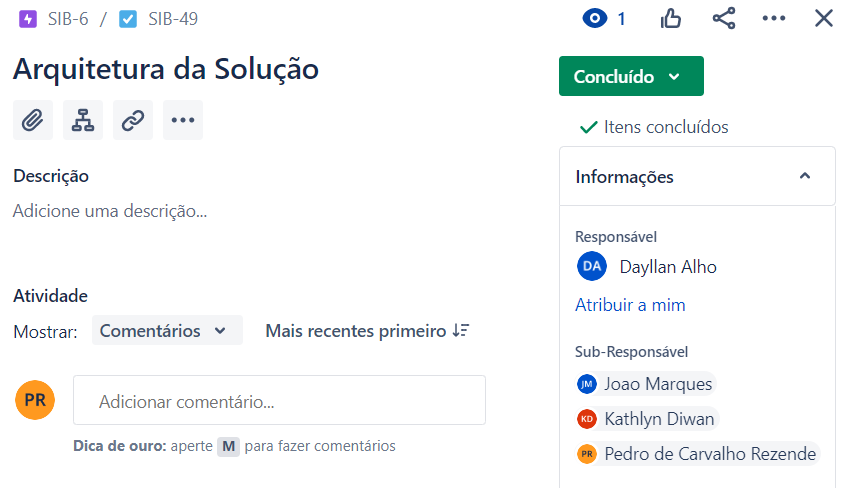 SIB-6 / SIB-49
1
Arquitetura da Solução
Concluído
Itens concluídos
Descrição
Adicione uma descrição...
Informações
Responsável
DA Dayllan Alho
Atribuir a mim
Atividade
Mostrar: Comentários Mais recentes primeiro
Sub-Responsável
JM Joao Marques
KD Kathlyn Diwan
PR Pedro de Carvalho Rezende
PR Adicionar comentário...
Dica de ouro: aperte M para fazer comentários